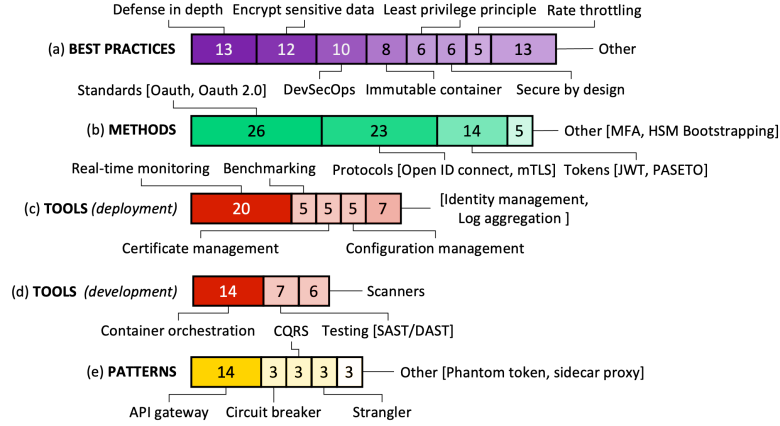 Defense in depth Encrypt sensitive data Least privilege principle Rate throttling
(a) BEST PRACTICES 13 12 10 8 6 6 5 13 Other
DevSecOps Immutable container Secure by design
Standards [Oauth, Oauth 2.0]
(b) METHODS 26 23 14 5 Other [MFA, HSM Bootstrapping]
Protocols [Open ID connect, mTLS] Tokens [JWT, PASETO]
Real-time monitoring Benchmarking
(c) TOOLS (deployment) 20 5 5 5 7 [Identity management,
Log aggregation ]
Certificate management Configuration management
(d) TOOLS (development) 14 7 6 Scanners
Container orchestration Testing [SAST/DAST]
CQRS
(e) PATTERNS 14 3 3 3 3 Other [Phantom token, sidecar proxy]
API gateway Circuit breaker Strangler